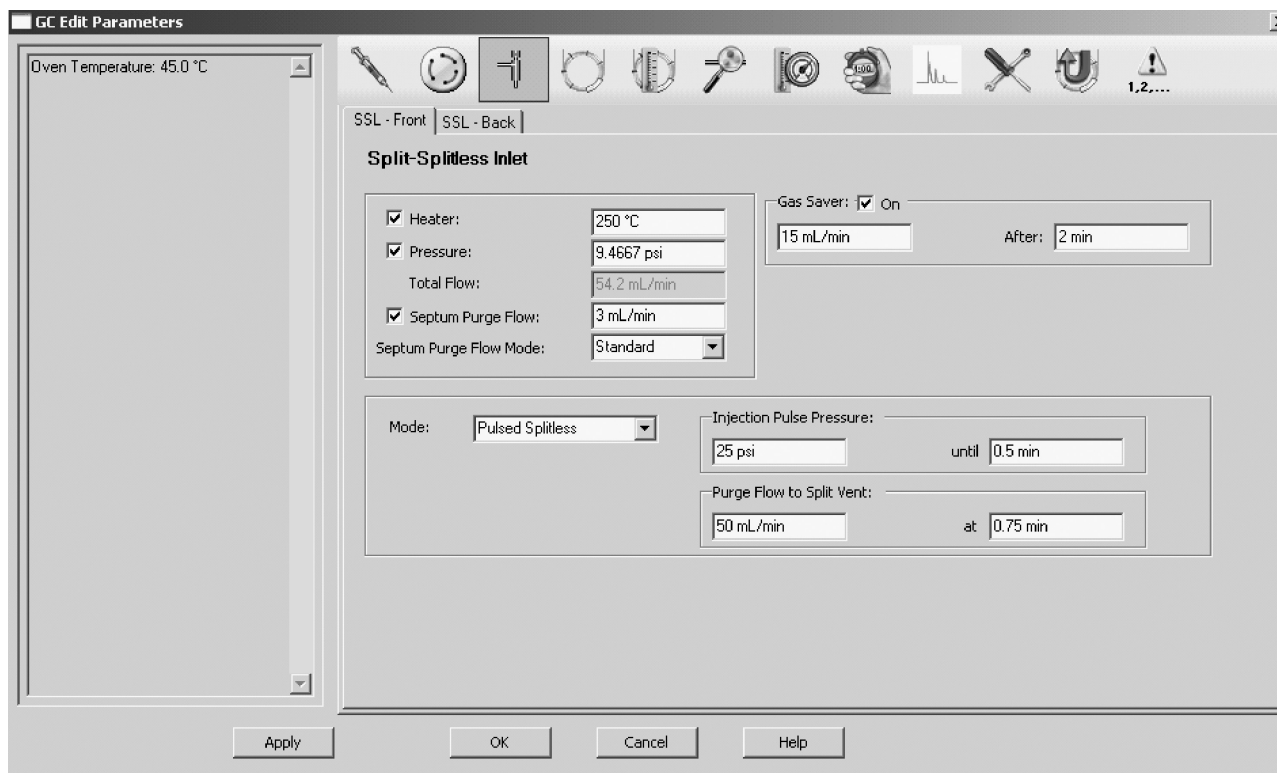 GC Edit Parameters
Oven Temperature: 45.0 °C
1:00
1,2,...
SSL - Front SSL - Back
Split-Splitless Inlet
Heater: 250 °C
Pressure: 9.4667 psi
Total Flow: 54.2 mL/min
Septum Purge Flow: 3 mL/min
Septum Purge Flow Mode: Standard
Gas Saver: On
15 mL/min After: 2 min
Mode: Pulsed Splitless
Injection Pulse Pressure:
25 psi until 0.5 min
Purge Flow to Split Vent:
50 mL/min at 0.75 min
Apply OK Cancel Help